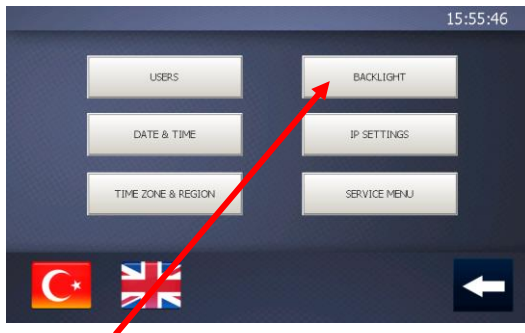 15:55:46
USERS
BACKLIGHT
DATE & TIME
IP SETTINGS
TIME ZONE & REGION
SERVICE MENU